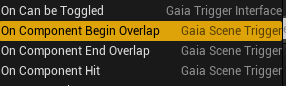 On Can be Toggled Gaia Trigger Interface
On Component Begin Overlap Gaia Scene Trigger
On Component End Overlap Gaia Scene Trigger
On Component Hit Gaia Scene Trigger